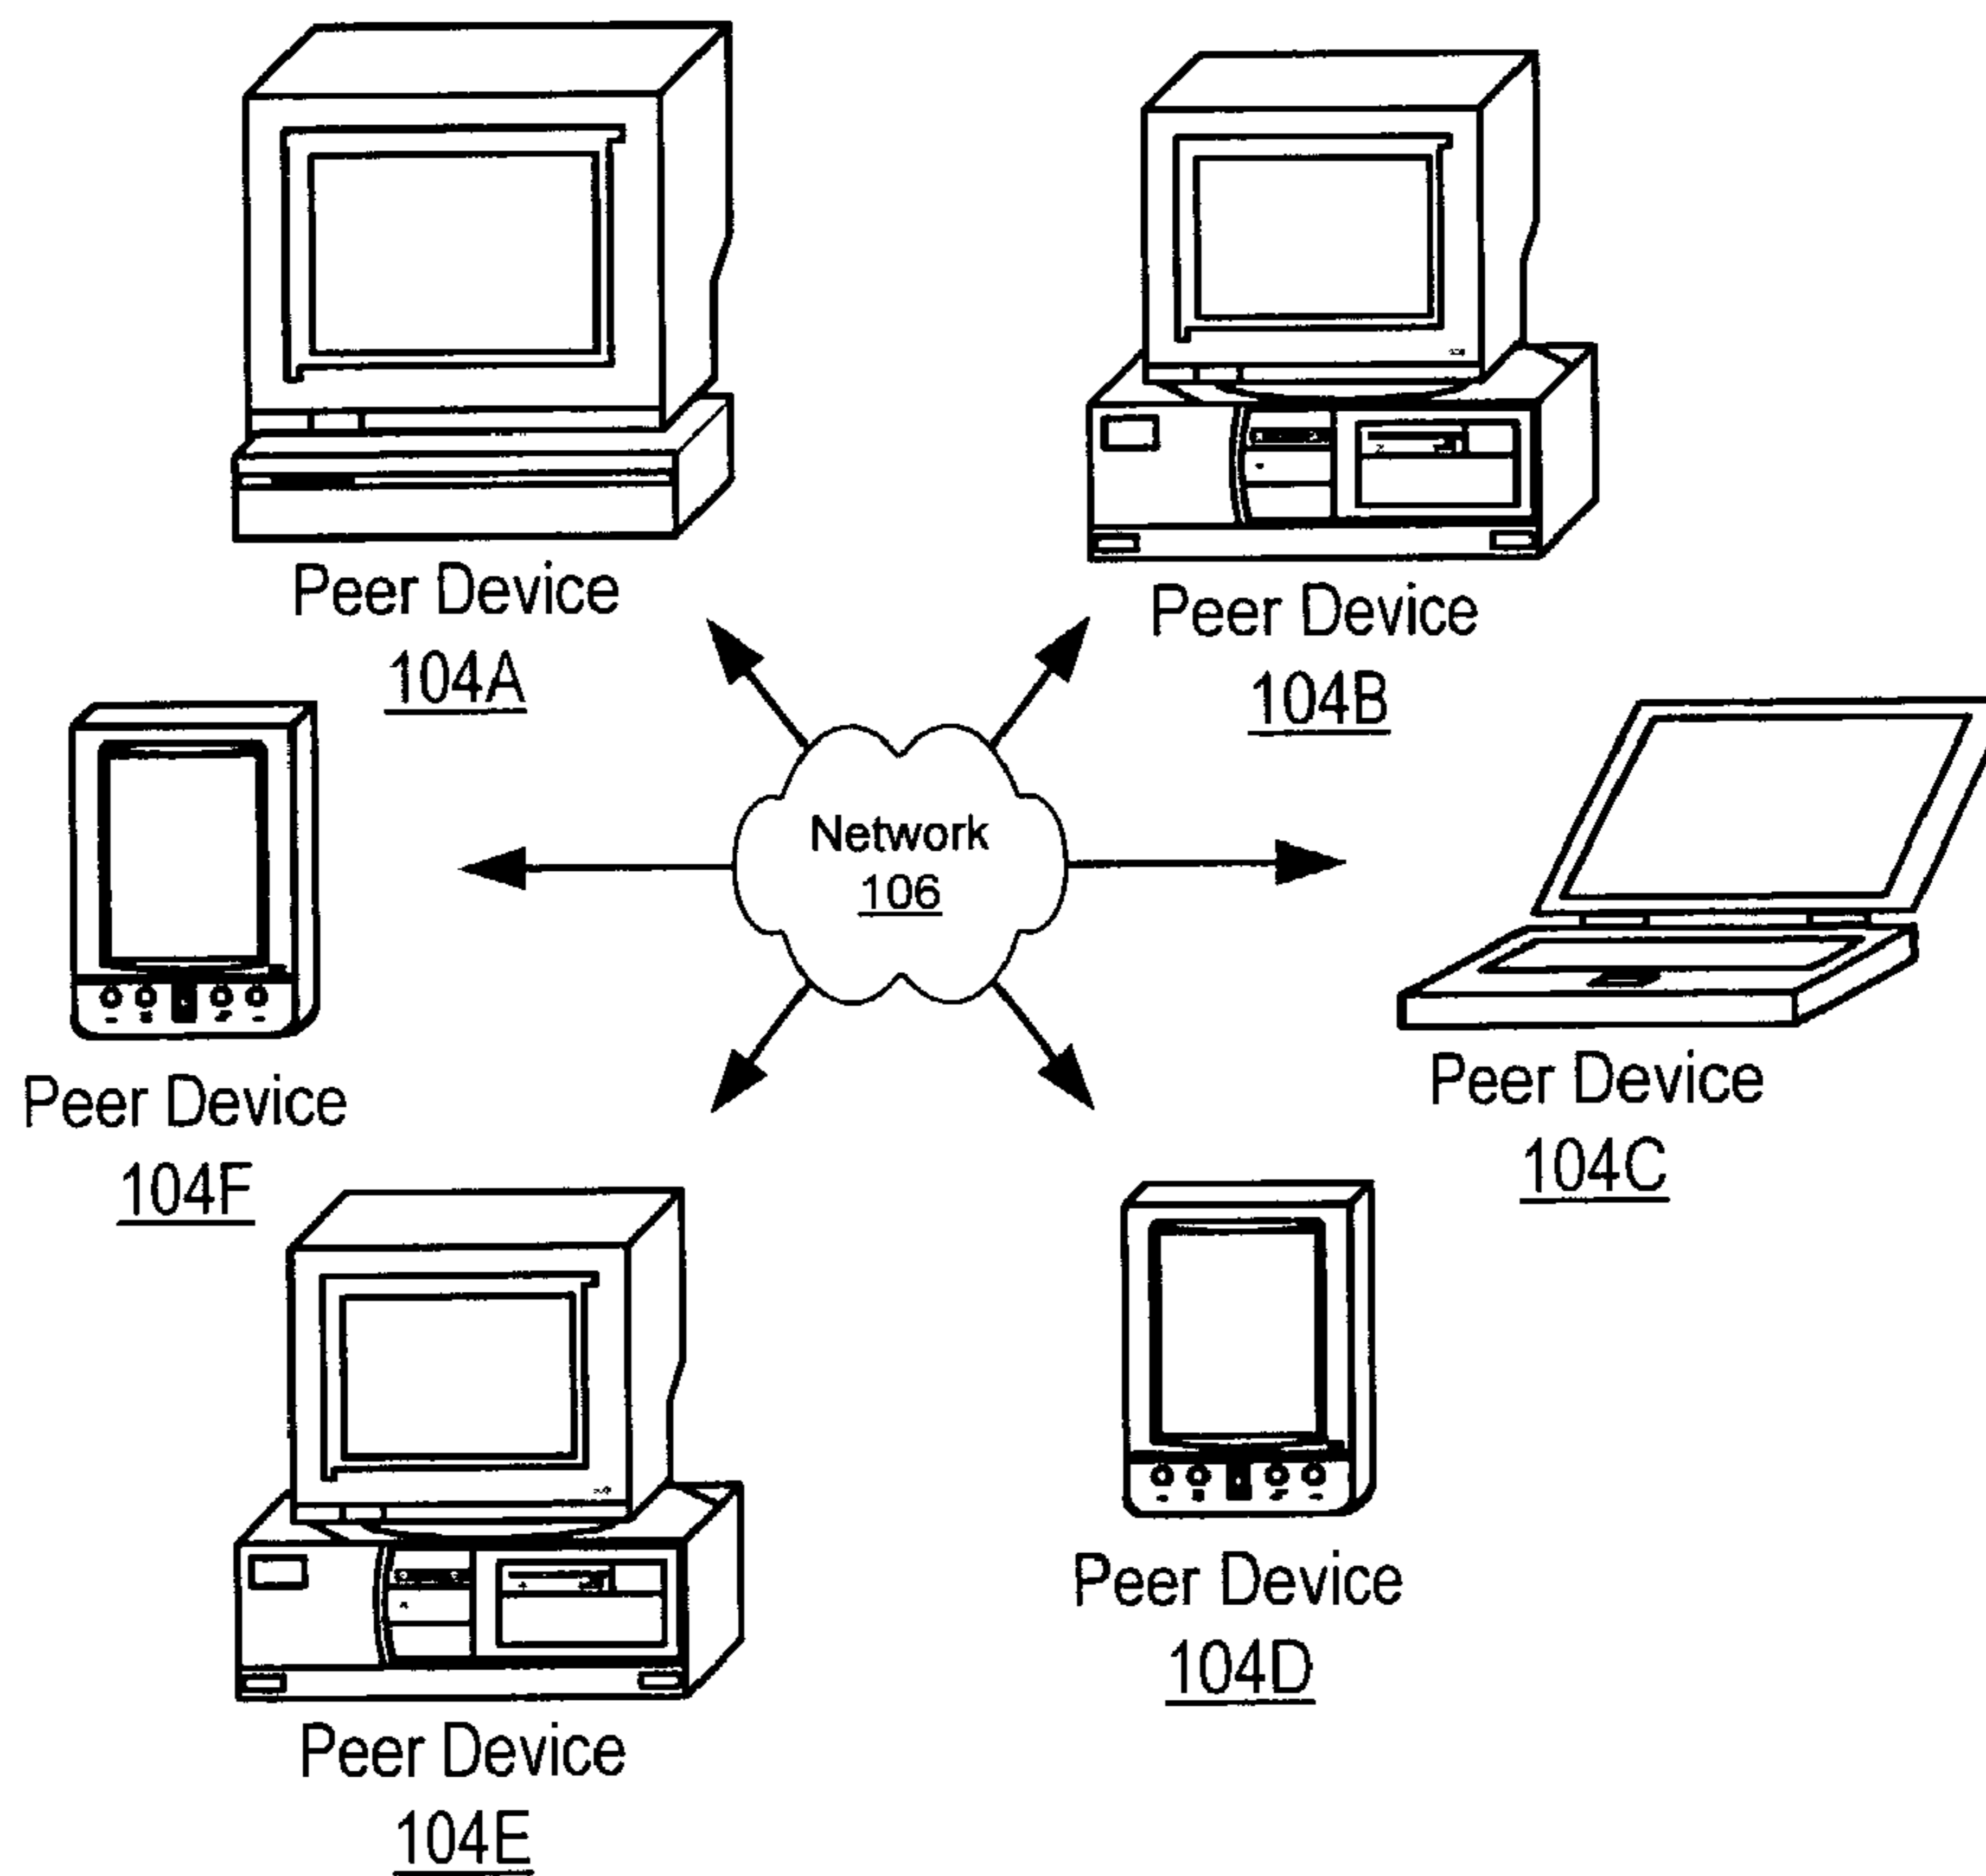 Peer Device
104A
Peer Device
104B
Network
106
Peer Device
104F
Peer Device
104C
Peer Device
104D
Peer Device
104E